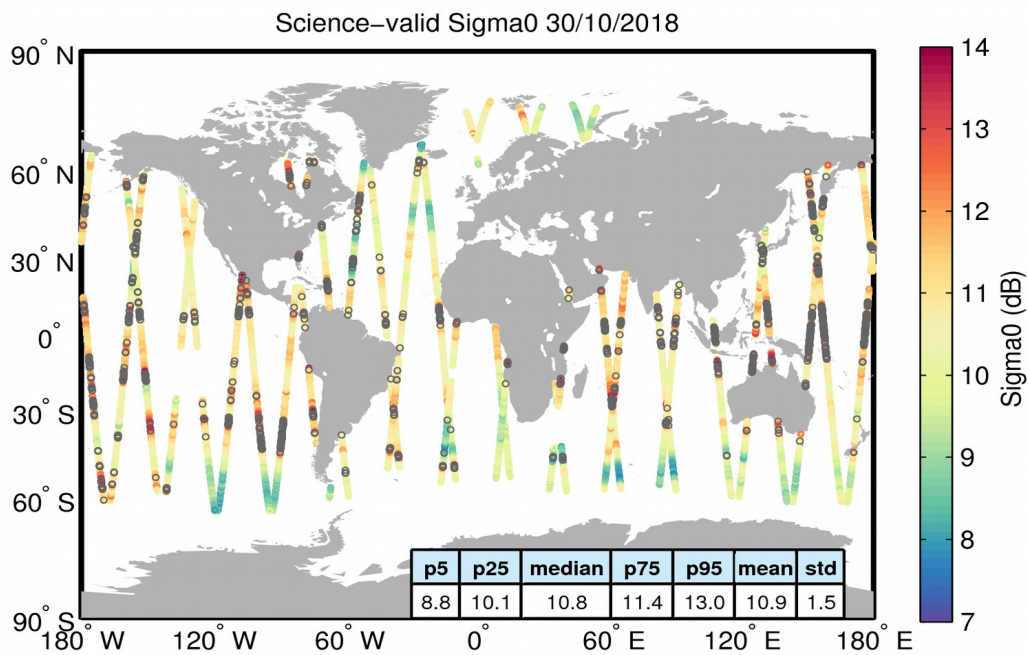 Science−valid Sigma0 30/10/2018
90° N
60° N
30° N
0°
30° S
60° S
90° S
180° W
120° W
60° W
0°
60° E
120° E
180° E
p5 p25 median p75 p95 mean std
8.8 10.1 10.8 11.4 13.0 10.9 1.5
14
13
12
11
10
9
8
7
Sigma0 (dB)